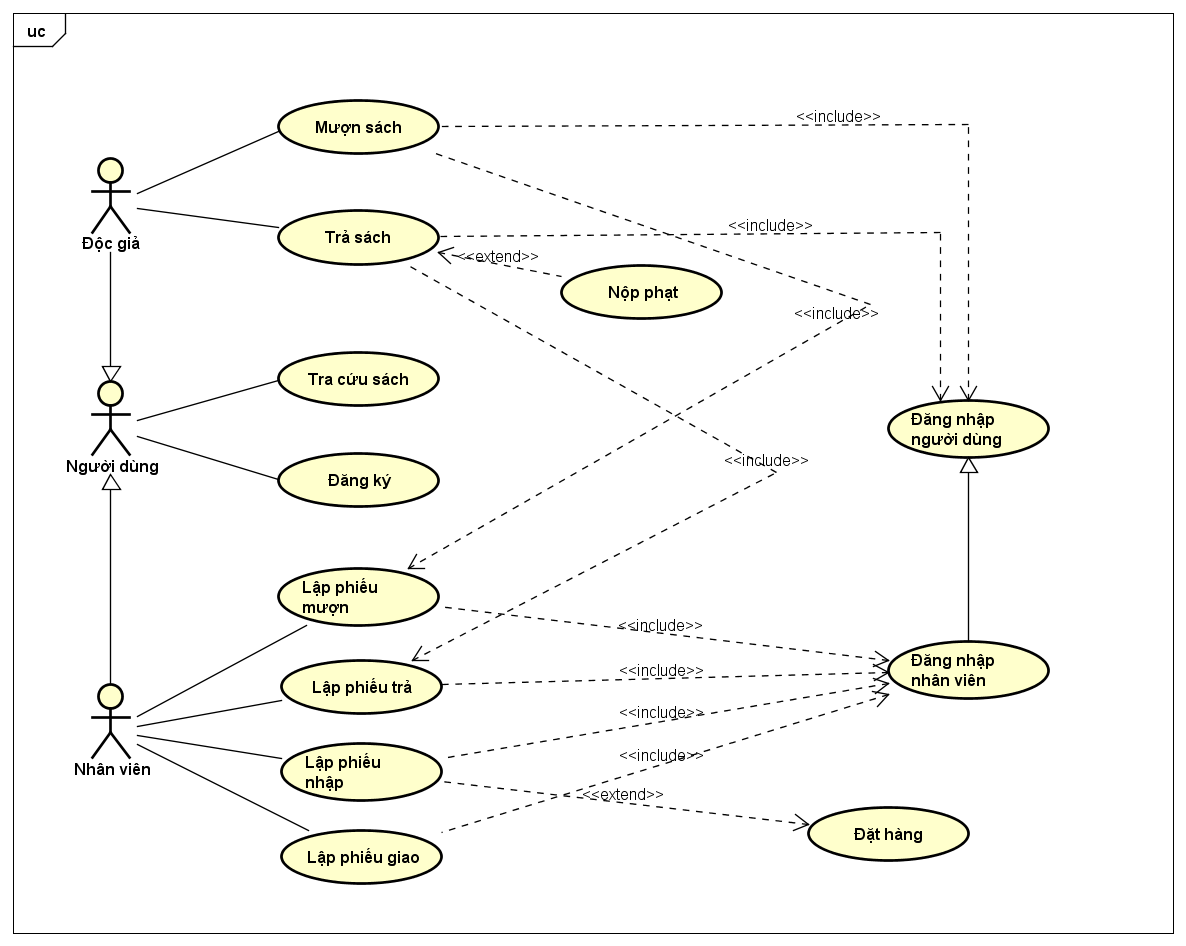 uc
Mượn sách
<<include>>
Độc giả
Trả sách
<<include>>
<<extend>>
Nộp phạt
<<include>>
Tra cứu sách
Người dùng
Đăng nhập
người dùng
Đăng ký
<<include>>
Lập phiếu
mượn
<<include>>
Đăng nhập
nhân viên
Lập phiếu trả
<<include>>
<<include>>
Nhân viên
Lập phiếu
nhập
<<include>>
<<extend>>
Đặt hàng
Lập phiếu giao